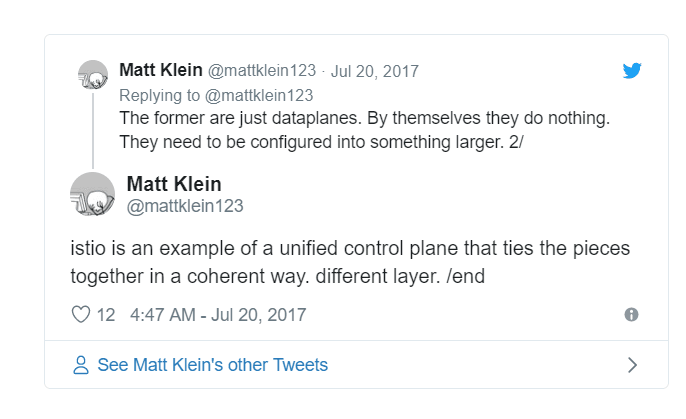 Matt Klein @mattklein123 · Jul 20, 2017
Replying to @mattklein123
The former are just dataplanes. By themselves they do nothing.
They need to be configured into something larger. 2/
Matt Klein
@mattklein123
istio is an example of a unified control plane that ties the pieces
together in a coherent way. different layer. /end
12 4:47 AM - Jul 20, 2017
See Matt Klein's other Tweets